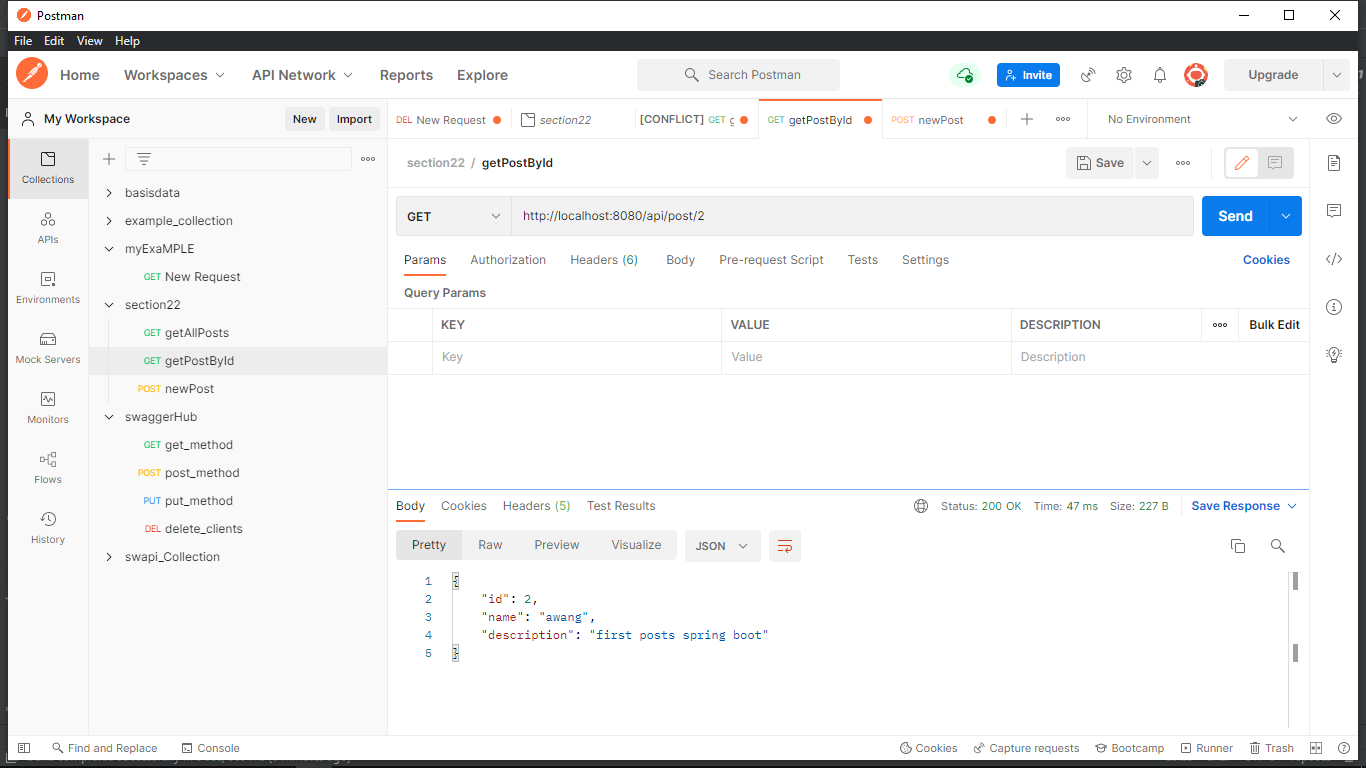 Postman
File Edit View Help
Home Workspaces API Network Reports Explore Search Postman Invite Upgrade
My Workspace New Import
DEL New Request section22 [CONFLICT] GET g GET getPostById POST newPost No Environment
Collections
APIs
Environments
Mock Servers
Monitors
Flows
History
basisdata
example_collection
myExaMPLE
GET New Request
section22
GET getAllPosts
GET getPostById
POST newPost
swaggerHub
GET get_method
POST post_method
PUT put_method
DEL delete_clients
swapi_Collection
section22 / getPostById Save
GET http://localhost:8080/api/post/2 Send
Params Authorization Headers (6) Body Pre-request Script Tests Settings Cookies
Query Params
KEY VALUE DESCRIPTION Bulk Edit
Key Value Description
Body Cookies Headers (5) Test Results Status: 200 OK Time: 47 ms Size: 227 B Save Response
Pretty Raw Preview Visualize JSON
1 {
2 "id": 2,
3 "name": "awang",
4 "description": "first posts spring boot"
5 }
Find and Replace Console Cookies Capture requests Bootcamp Runner Trash